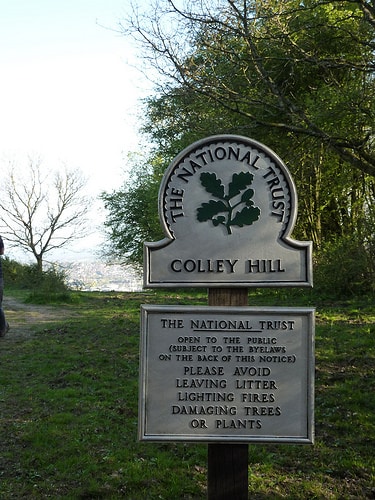 THE NATIONAL TRUST
COLLEY HILL
THE NATIONAL TRUST
OPEN TO THE PUBLIC
(SUBJECT TO THE BYELAWS
ON THE BACK OF THIS NOTICE)
PLEASE AVOID
LEAVING LITTER
LIGHTING FIRES
DAMAGING TREES
OR PLANTS